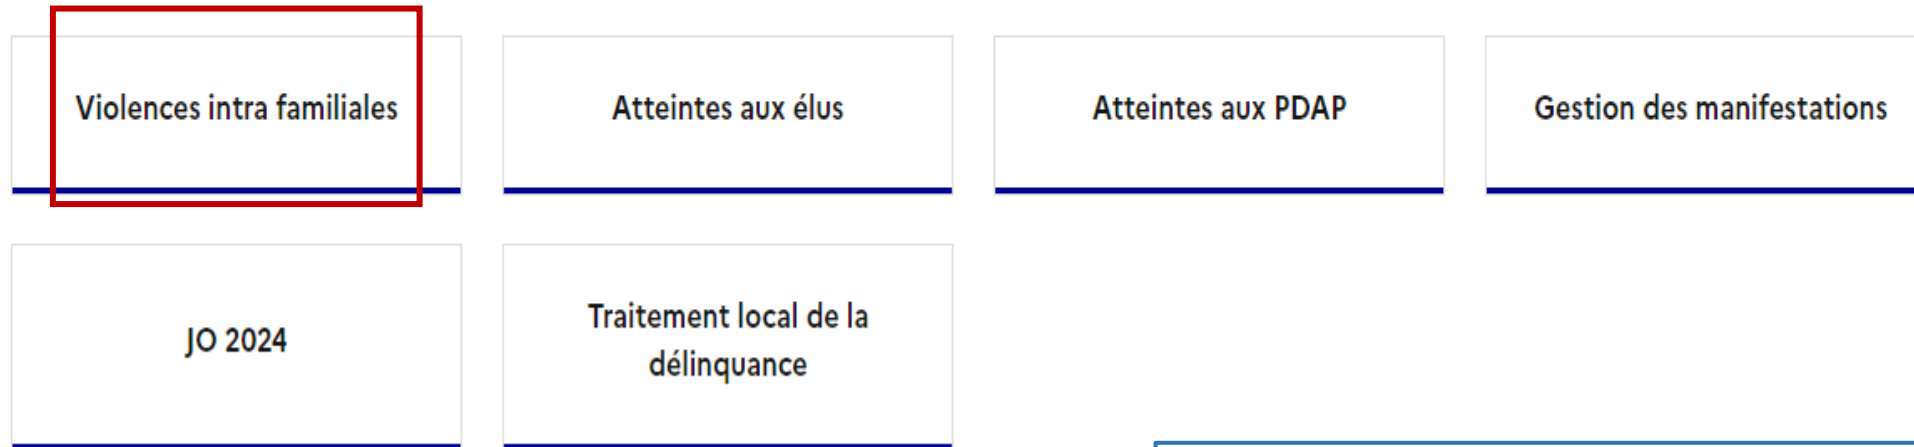 Violences intra familiales
Atteintes aux élus
Atteintes aux PDAP
Gestion des manifestations
JO 2024
Traitement local de la
délinquance